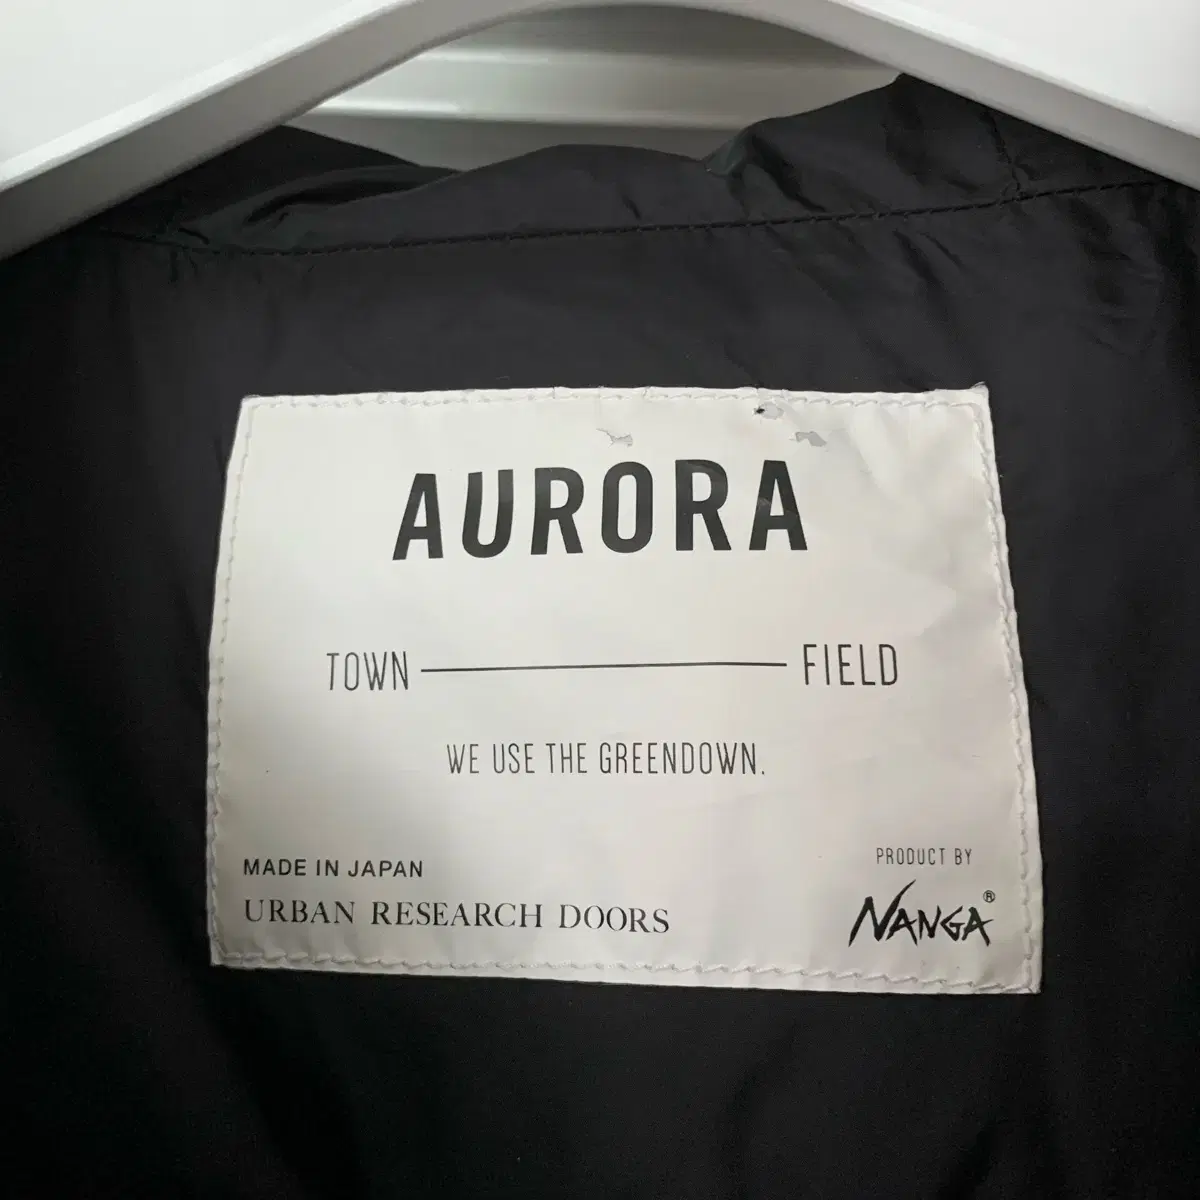 AURORA
TOWN FIELD
WE USE THE GREENDOWN.
MADE IN JAPAN
URBAN RESEARCH DOORS
PRODUCT BY
NANGA®